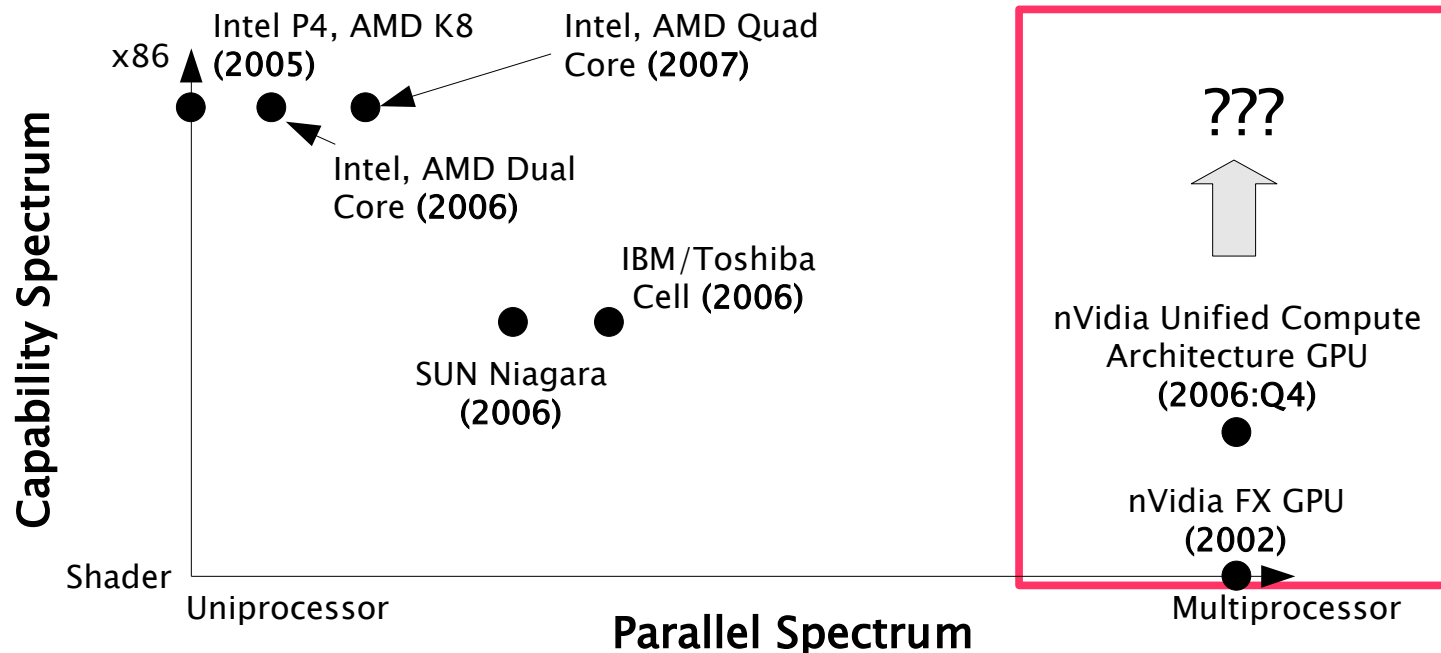 Intel P4, AMD K8
(2005)
Intel, AMD Quad
Core (2007)
x86
???
Intel, AMD Dual
Core (2006)
IBM/Toshiba
Cell (2006)
SUN Niagara
(2006)
nVidia Unified Compute
Architecture GPU
(2006:Q4)
nVidia FX GPU
(2002)
Capability Spectrum
Shader
Uniprocessor
Multiprocessor
Parallel Spectrum